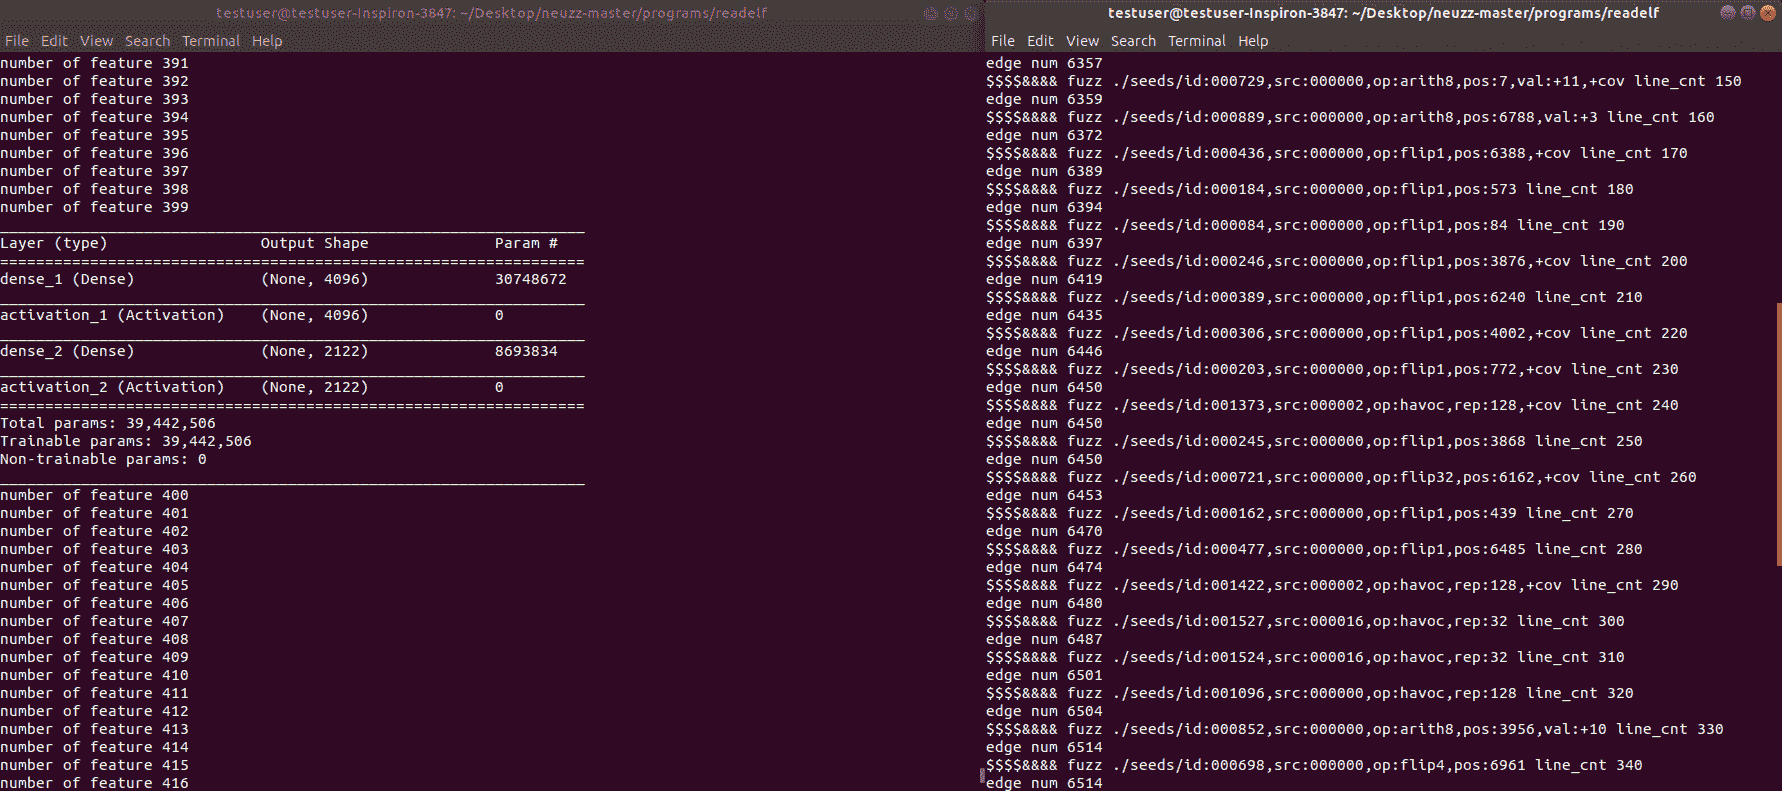 testuser@testuser-Inspiron-3847: ~/Desktop/neuzz-master/programs/readelf
File Edit View Search Terminal Help
number of feature 391
number of feature 392
number of feature 393
number of feature 394
number of feature 395
number of feature 396
number of feature 397
number of feature 398
number of feature 399
_________________________________________________________________
Layer (type)                 Output Shape              Param #
=================================================================
dense_1 (Dense)              (None, 4096)              30748672
_________________________________________________________________
activation_1 (Activation)    (None, 4096)              0
_________________________________________________________________
dense_2 (Dense)              (None, 2122)              8693834
_________________________________________________________________
activation_2 (Activation)    (None, 2122)              0
=================================================================
Total params: 39,442,506
Trainable params: 39,442,506
Non-trainable params: 0
_________________________________________________________________
number of feature 400
number of feature 401
number of feature 402
number of feature 403
number of feature 404
number of feature 405
number of feature 406
number of feature 407
number of feature 408
number of feature 409
number of feature 410
number of feature 411
number of feature 412
number of feature 413
number of feature 414
number of feature 415
number of feature 416
testuser@testuser-Inspiron-3847: ~/Desktop/neuzz-master/programs/readelf
File Edit View Search Terminal Help
edge num 6357
$$$$&&&& fuzz ./seeds/id:000729,src:000000,op:arith8,pos:7,val:+11,+cov line_cnt 150
edge num 6359
$$$$&&&& fuzz ./seeds/id:000889,src:000000,op:arith8,pos:6788,val:+3 line_cnt 160
edge num 6372
$$$$&&&& fuzz ./seeds/id:000436,src:000000,op:flip1,pos:6388,+cov line_cnt 170
edge num 6389
$$$$&&&& fuzz ./seeds/id:000184,src:000000,op:flip1,pos:573 line_cnt 180
edge num 6394
$$$$&&&& fuzz ./seeds/id:000084,src:000000,op:flip1,pos:84 line_cnt 190
edge num 6397
$$$$&&&& fuzz ./seeds/id:000246,src:000000,op:flip1,pos:3876,+cov line_cnt 200
edge num 6419
$$$$&&&& fuzz ./seeds/id:000389,src:000000,op:flip1,pos:6240 line_cnt 210
edge num 6435
$$$$&&&& fuzz ./seeds/id:000306,src:000000,op:flip1,pos:4002,+cov line_cnt 220
edge num 6446
$$$$&&&& fuzz ./seeds/id:000203,src:000000,op:flip1,pos:772,+cov line_cnt 230
edge num 6450
$$$$&&&& fuzz ./seeds/id:001373,src:000002,op:havoc,rep:128,+cov line_cnt 240
edge num 6450
$$$$&&&& fuzz ./seeds/id:000245,src:000000,op:flip1,pos:3868 line_cnt 250
edge num 6450
$$$$&&&& fuzz ./seeds/id:000721,src:000000,op:flip32,pos:6162,+cov line_cnt 260
edge num 6453
$$$$&&&& fuzz ./seeds/id:000162,src:000000,op:flip1,pos:439 line_cnt 270
edge num 6470
$$$$&&&& fuzz ./seeds/id:000477,src:000000,op:flip1,pos:6485 line_cnt 280
edge num 6474
$$$$&&&& fuzz ./seeds/id:001422,src:000002,op:havoc,rep:128,+cov line_cnt 290
edge num 6480
$$$$&&&& fuzz ./seeds/id:001527,src:000016,op:havoc,rep:32 line_cnt 300
edge num 6487
$$$$&&&& fuzz ./seeds/id:001524,src:000016,op:havoc,rep:32 line_cnt 310
edge num 6501
$$$$&&&& fuzz ./seeds/id:001096,src:000000,op:havoc,rep:128 line_cnt 320
edge num 6504
$$$$&&&& fuzz ./seeds/id:000852,src:000000,op:arith8,pos:3956,val:+10 line_cnt 330
edge num 6514
$$$$&&&& fuzz ./seeds/id:000698,src:000000,op:flip4,pos:6961 line_cnt 340
edge num 6514